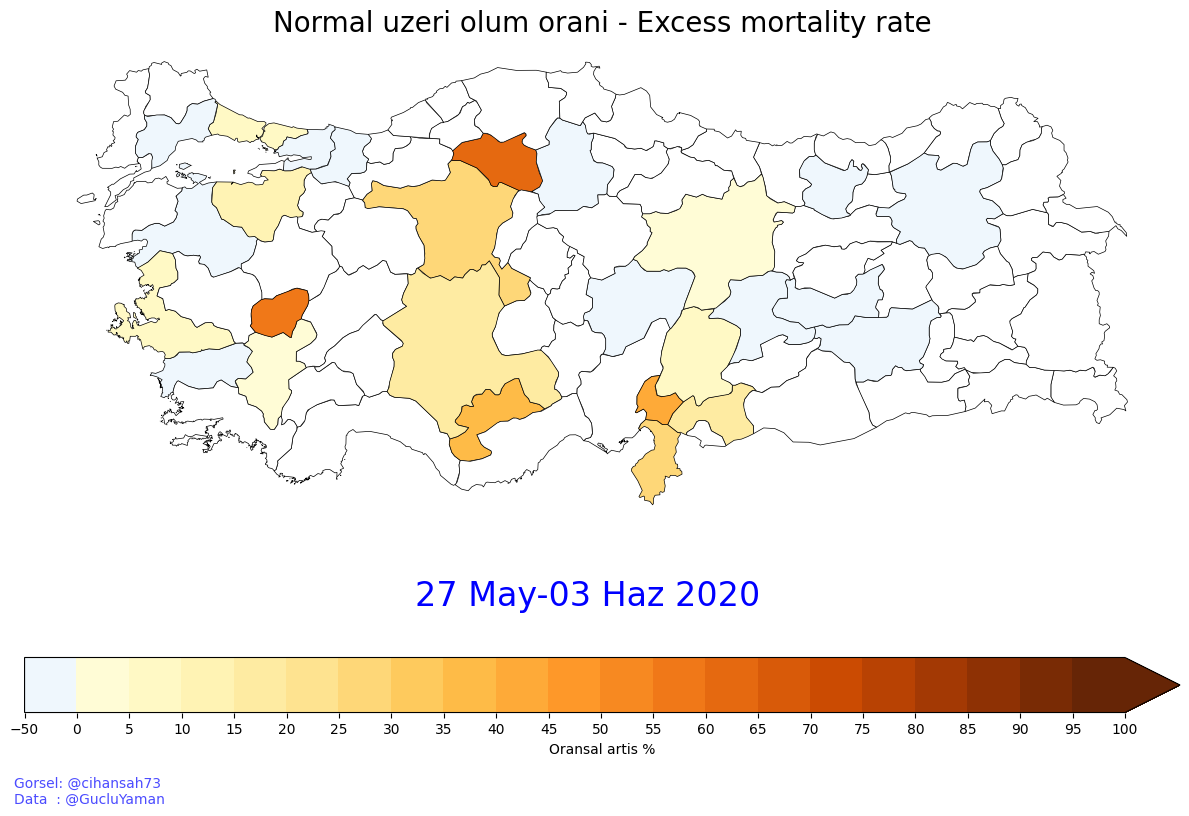 Normal uzeri olum orani - Excess mortality rate
27 May-03 Haz 2020
−50 0 5 10 15 20 25 30 35 40 45 50 55 60 65 70 75 80 85 90 95 100
Oransal artis %
Gorsel: @cihansah73
Data  : @GucluYaman